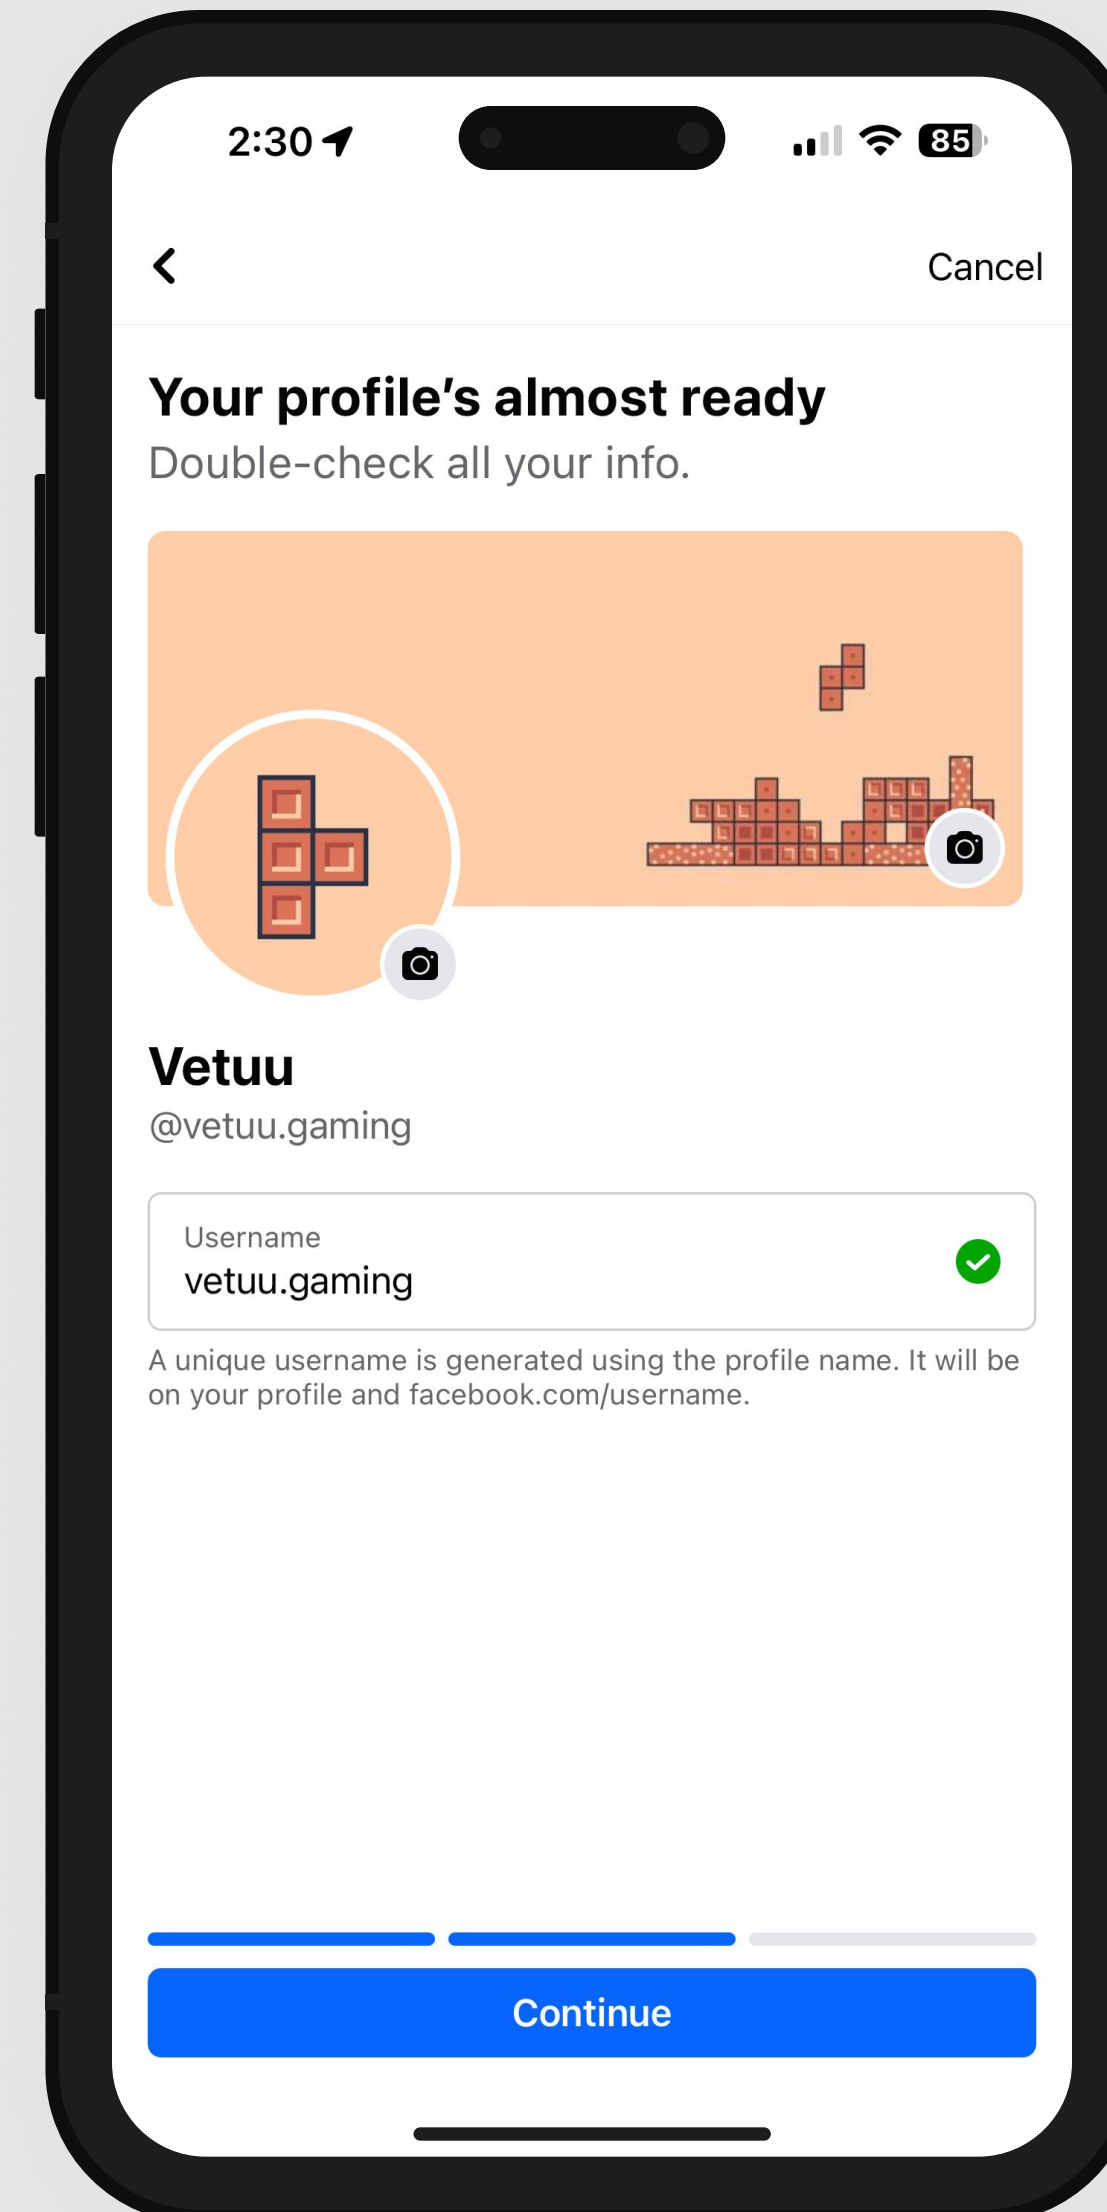 2:30
85
Cancel
Your profile’s almost ready
Double-check all your info.
Vetuu
@vetuu.gaming
Username
vetuu.gaming
A unique username is generated using the profile name. It will be
on your profile and facebook.com/username.
Continue